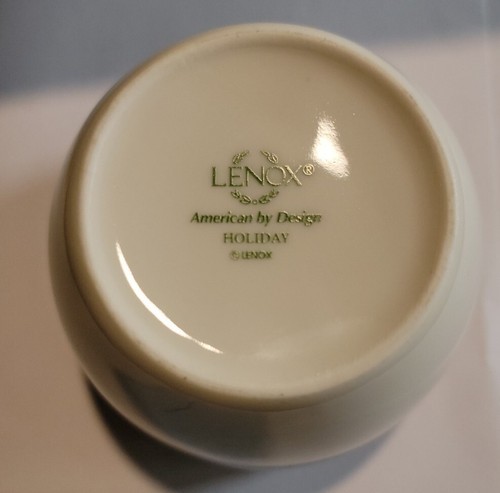 LENOX®
American by Design
HOLIDAY
© LENOX